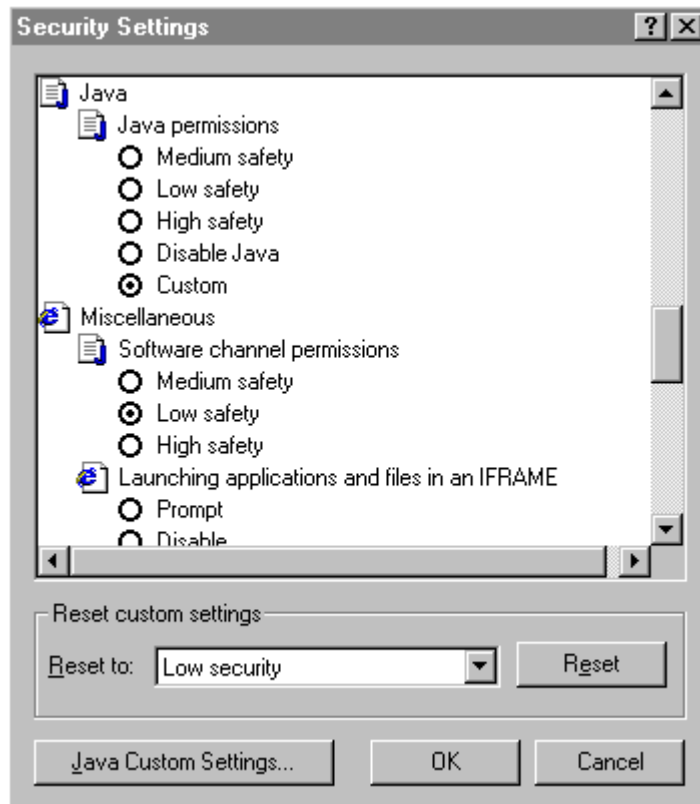 Security Settings
Java
Java permissions
Medium safety
Low safety
High safety
Disable Java
Custom
Miscellaneous
Software channel permissions
Medium safety
Low safety
High safety
Launching applications and files in an IFRAME
Prompt
Disable
Reset custom settings
Reset to: Low security Reset
Java Custom Settings... OK Cancel